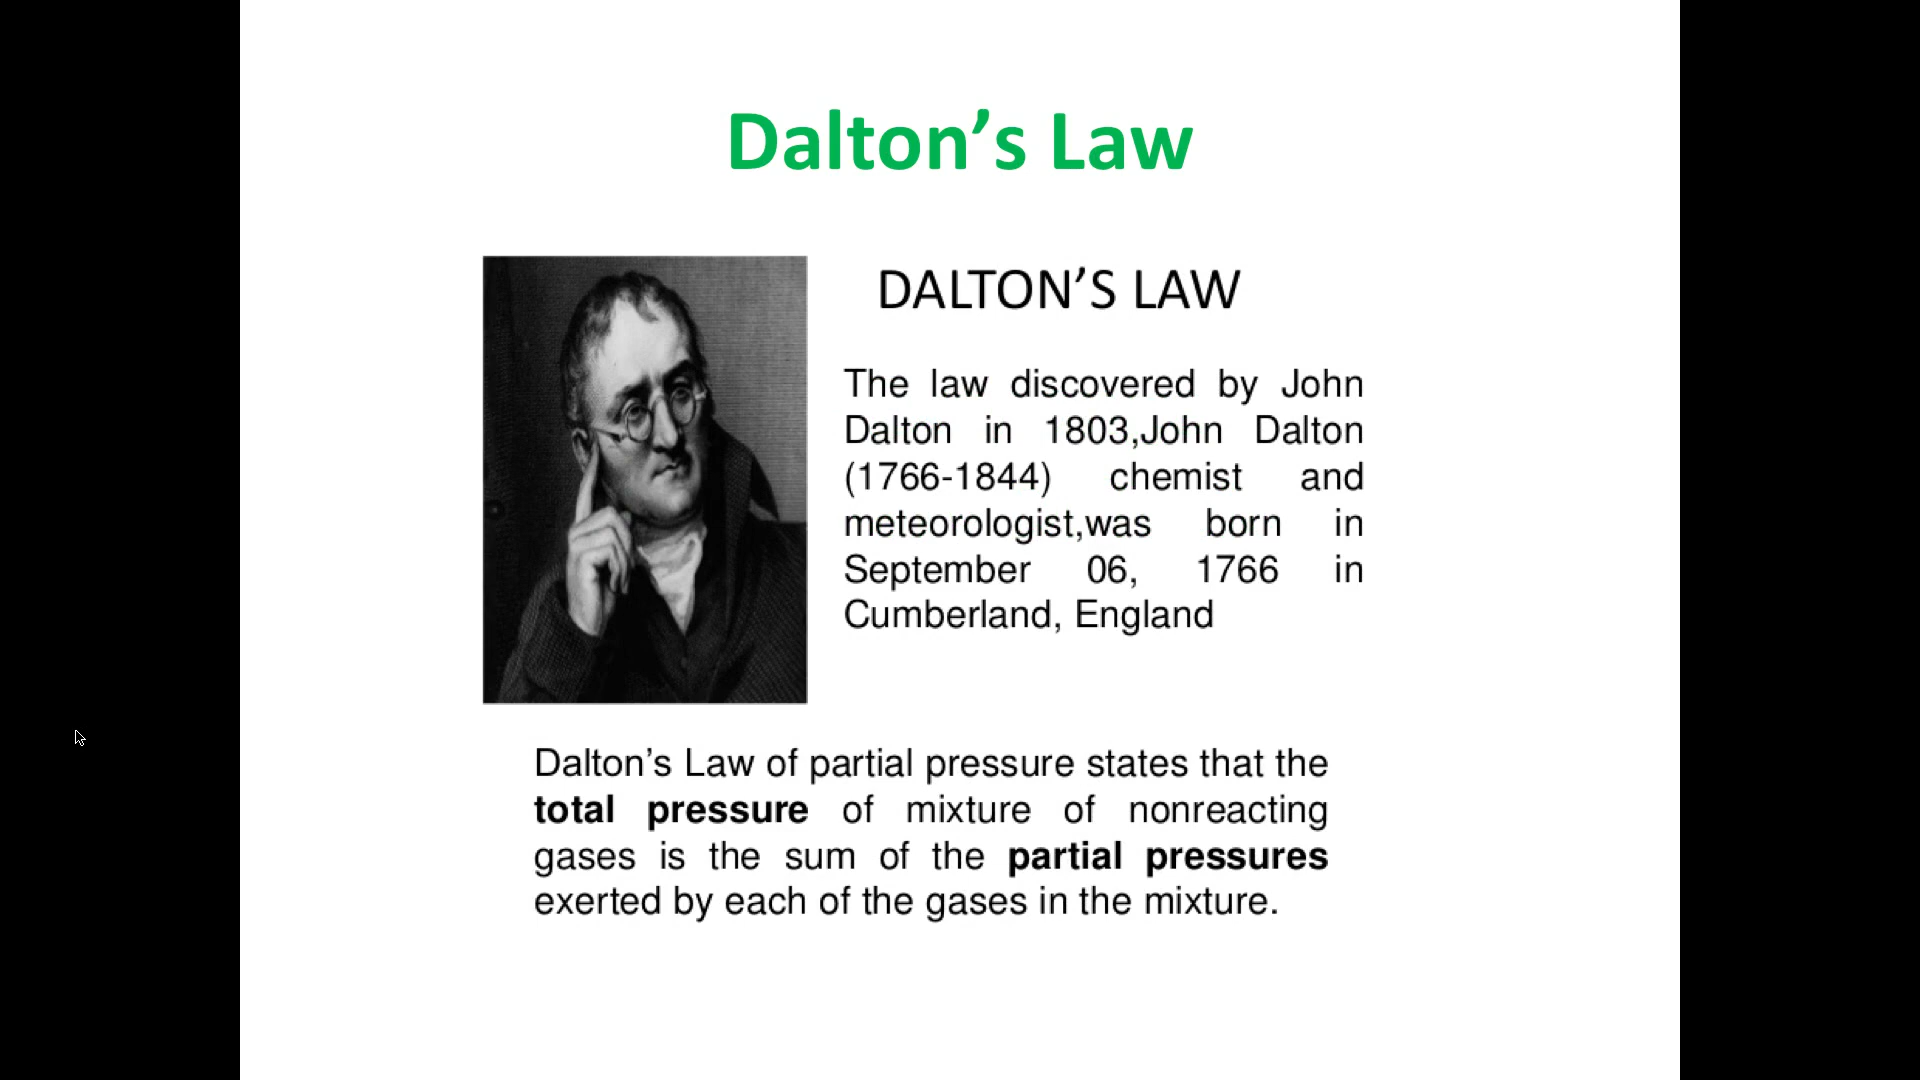 Dalton’s Law
DALTON’S LAW
The law discovered by John
Dalton in 1803,John Dalton
(1766-1844) chemist and
meteorologist,was born in
September 06, 1766 in
Cumberland, England
Dalton’s Law of partial pressure states that the
total pressure of mixture of nonreacting
gases is the sum of the partial pressures
exerted by each of the gases in the mixture.